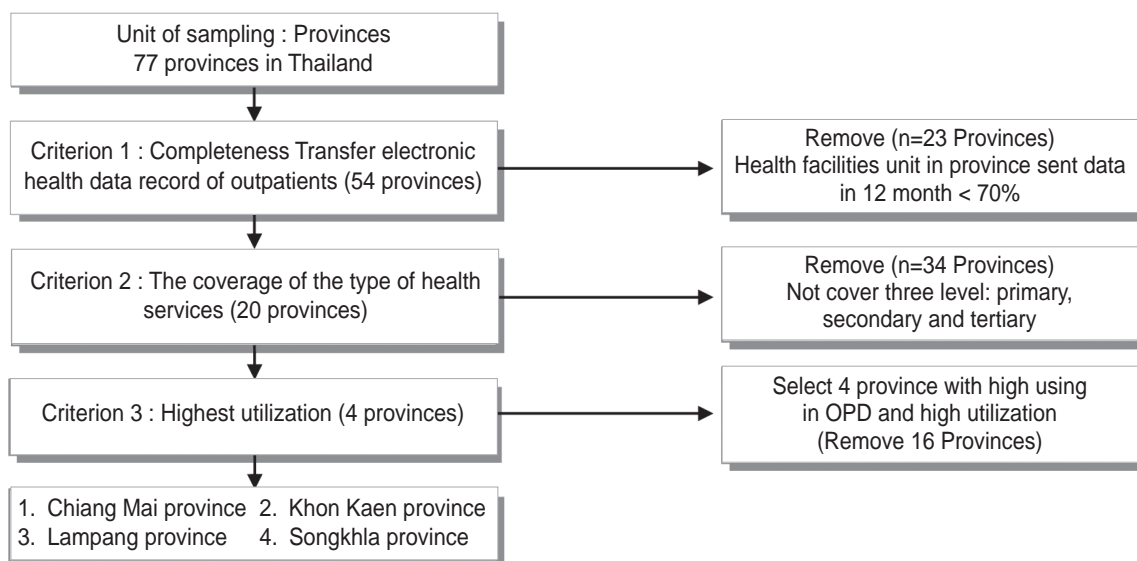 Unit of sampling : Provinces
77 provinces in Thailand
Criterion 1 : Completeness Transfer electronic
health data record of outpatients (54 provinces)
Remove (n=23 Provinces)
Health facilities unit in province sent data
in 12 month < 70%
Criterion 2 : The coverage of the type of health
services (20 provinces)
Remove (n=34 Provinces)
Not cover three level: primary,
secondary and tertiary
Criterion 3 : Highest utilization (4 provinces)
Select 4 province with high using
in OPD and high utilization
(Remove 16 Provinces)
1. Chiang Mai province 2. Khon Kaen province
3. Lampang province 4. Songkhla province